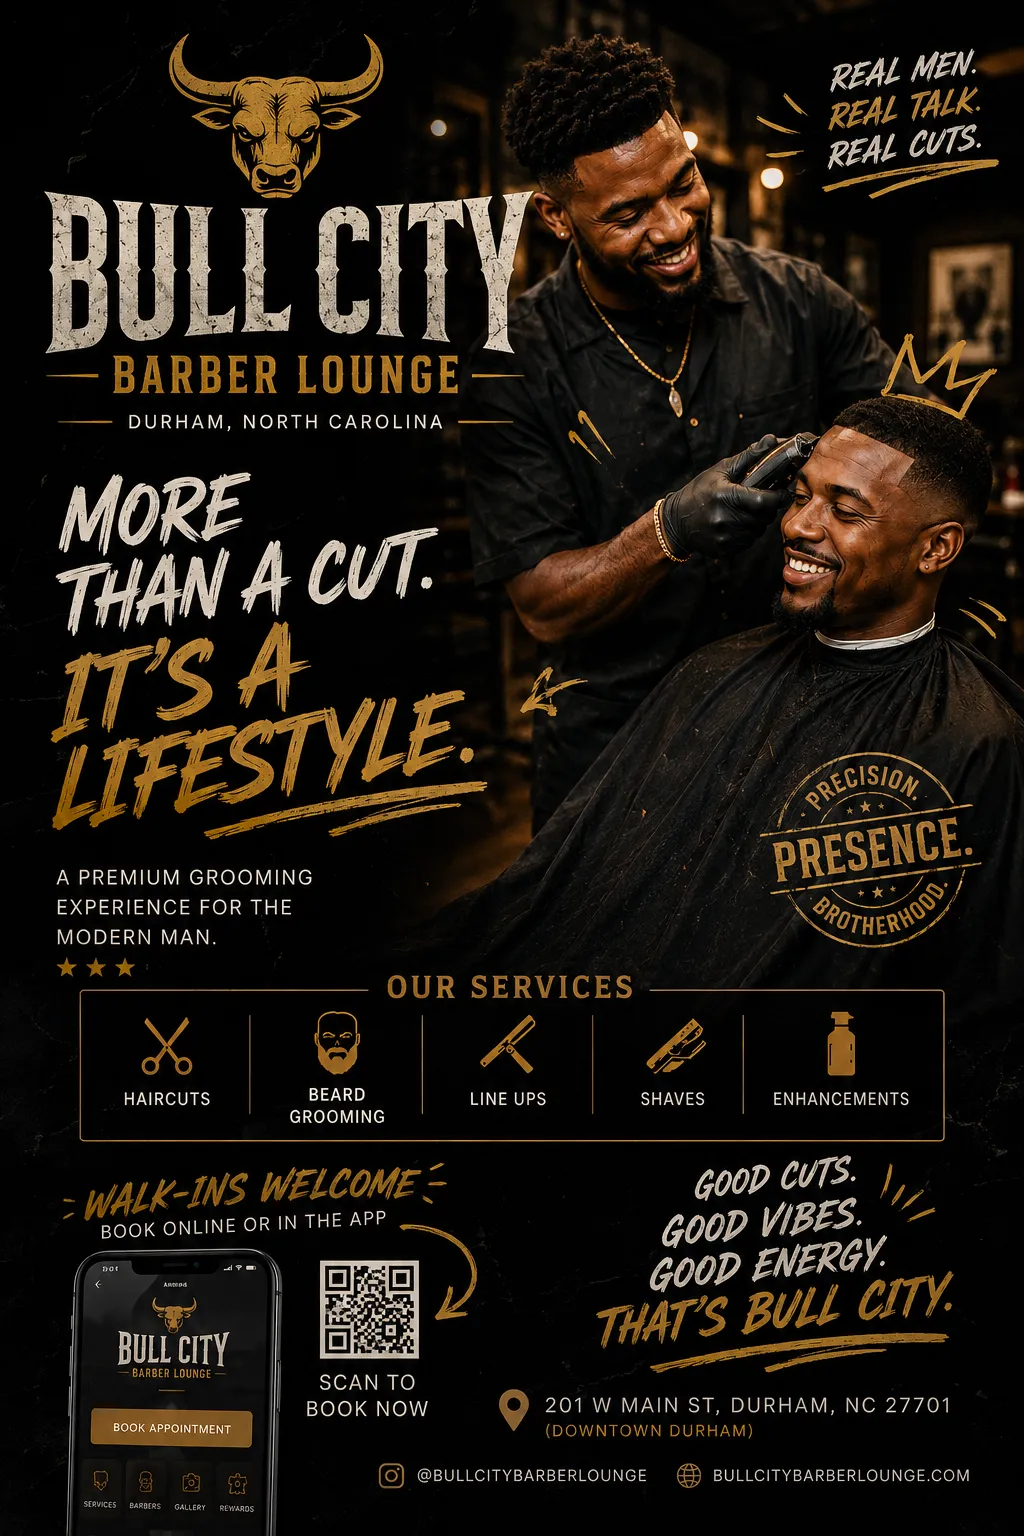 BULL CITY
BARBER LOUNGE
DURHAM, NORTH CAROLINA
REAL MEN.
REAL TALK.
REAL CUTS.
MORE
THAN A CUT.
IT'S A
LIFESTYLE.
A PREMIUM GROOMING
EXPERIENCE FOR THE
MODERN MAN.
PRECISION.
PRESENCE.
BROTHERHOOD.
OUR SERVICES
HAIRCUTS
BEARD
GROOMING
LINE UPS
SHAVES
ENHANCEMENTS
WALK-INS WELCOME
BOOK ONLINE OR IN THE APP
BULL CITY
BARBER LOUNGE
BOOK APPOINTMENT
SERVICES
BARBERS
GALLERY
REWARDS
SCAN TO
BOOK NOW
GOOD CUTS.
GOOD VIBES.
GOOD ENERGY.
THAT'S BULL CITY.
201 W MAIN ST, DURHAM, NC 27701
(DOWNTOWN DURHAM)
@BULLCITYBARBERLOUNGE
BULLCITYBARBERLOUNGE.COM